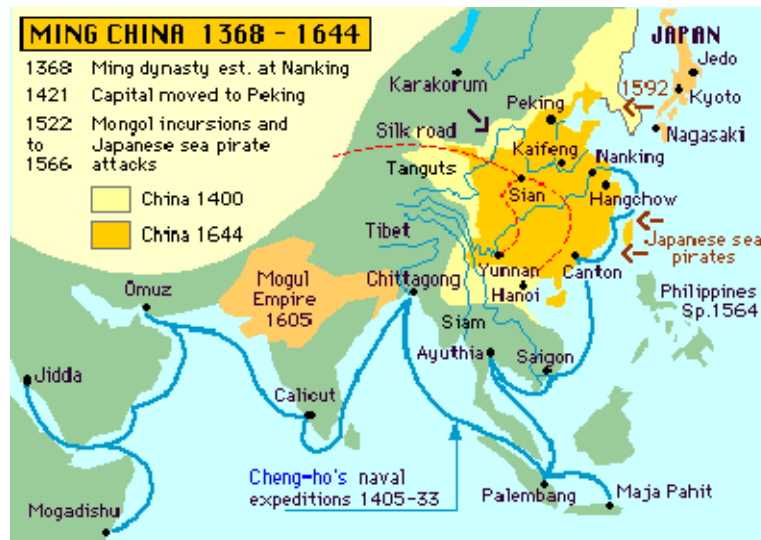 MING CHINA 1368 - 1644
1368 Ming dynasty est. at Nanking
1421 Capital moved to Peking
1522 Mongol incursions and
to Japanese sea pirate
1566 attacks
China 1400
China 1644
JAPAN
Jedo
Kyoto
1592
Nagasaki
Karakorum
Peking
Silk road
Kaifeng
Nanking
Tanguts
Sian
Hangchow
Tibet
Japanese sea
pirates
Yunnan
Canton
Mogul
Empire
1605
Chittagong
Hanoi
Philippines
Sp.1564
Omuz
Siam
Ayuthia
Saigon
Jidda
Calicut
Cheng-ho's naval
expeditions 1405-33
Palembang
Maja Pahit
Mogadishu